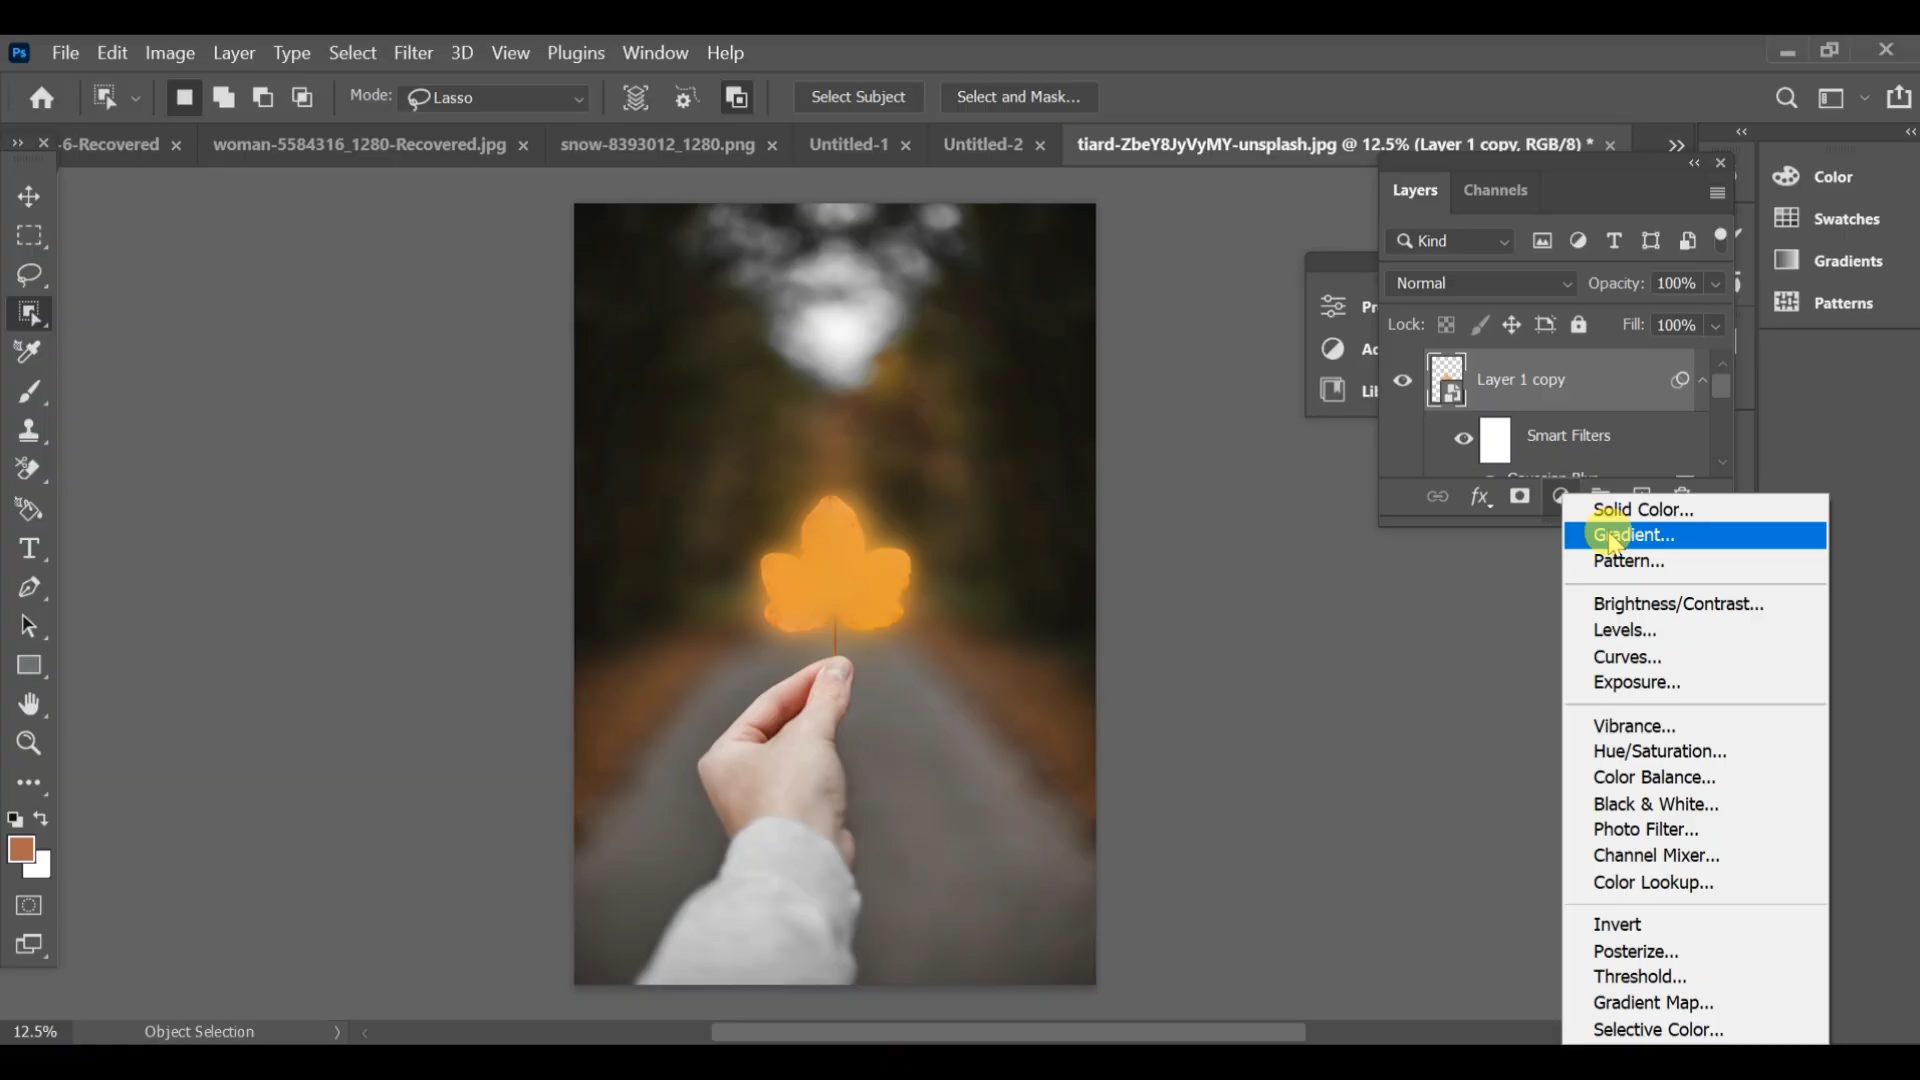 Ps File Edit Image Layer Type Select Filter 3D View Plugins Window Help
Mode: Lasso Select Subject Select and Mask...
-6-Recovered woman-5584316_1280-Recovered.jpg snow-8393012_1280.png Untitled-1 Untitled-2 tiard-ZbeY8JyVyMY-unsplash.jpg @ 12.5% (Layer 1 copy, RGB/8) *
Layers Channels
Kind
Normal Opacity: 100%
Lock: Fill: 100%
Layer 1 copy
Smart Filters
Gaussian Blur
fx
Color
Swatches
Gradients
Patterns
Solid Color...
Gradient...
Pattern...
Brightness/Contrast...
Levels...
Curves...
Exposure...
Vibrance...
Hue/Saturation...
Color Balance...
Black & White...
Photo Filter...
Channel Mixer...
Color Lookup...
Invert
Posterize...
Threshold...
Gradient Map...
Selective Color...
12.5% Object Selection